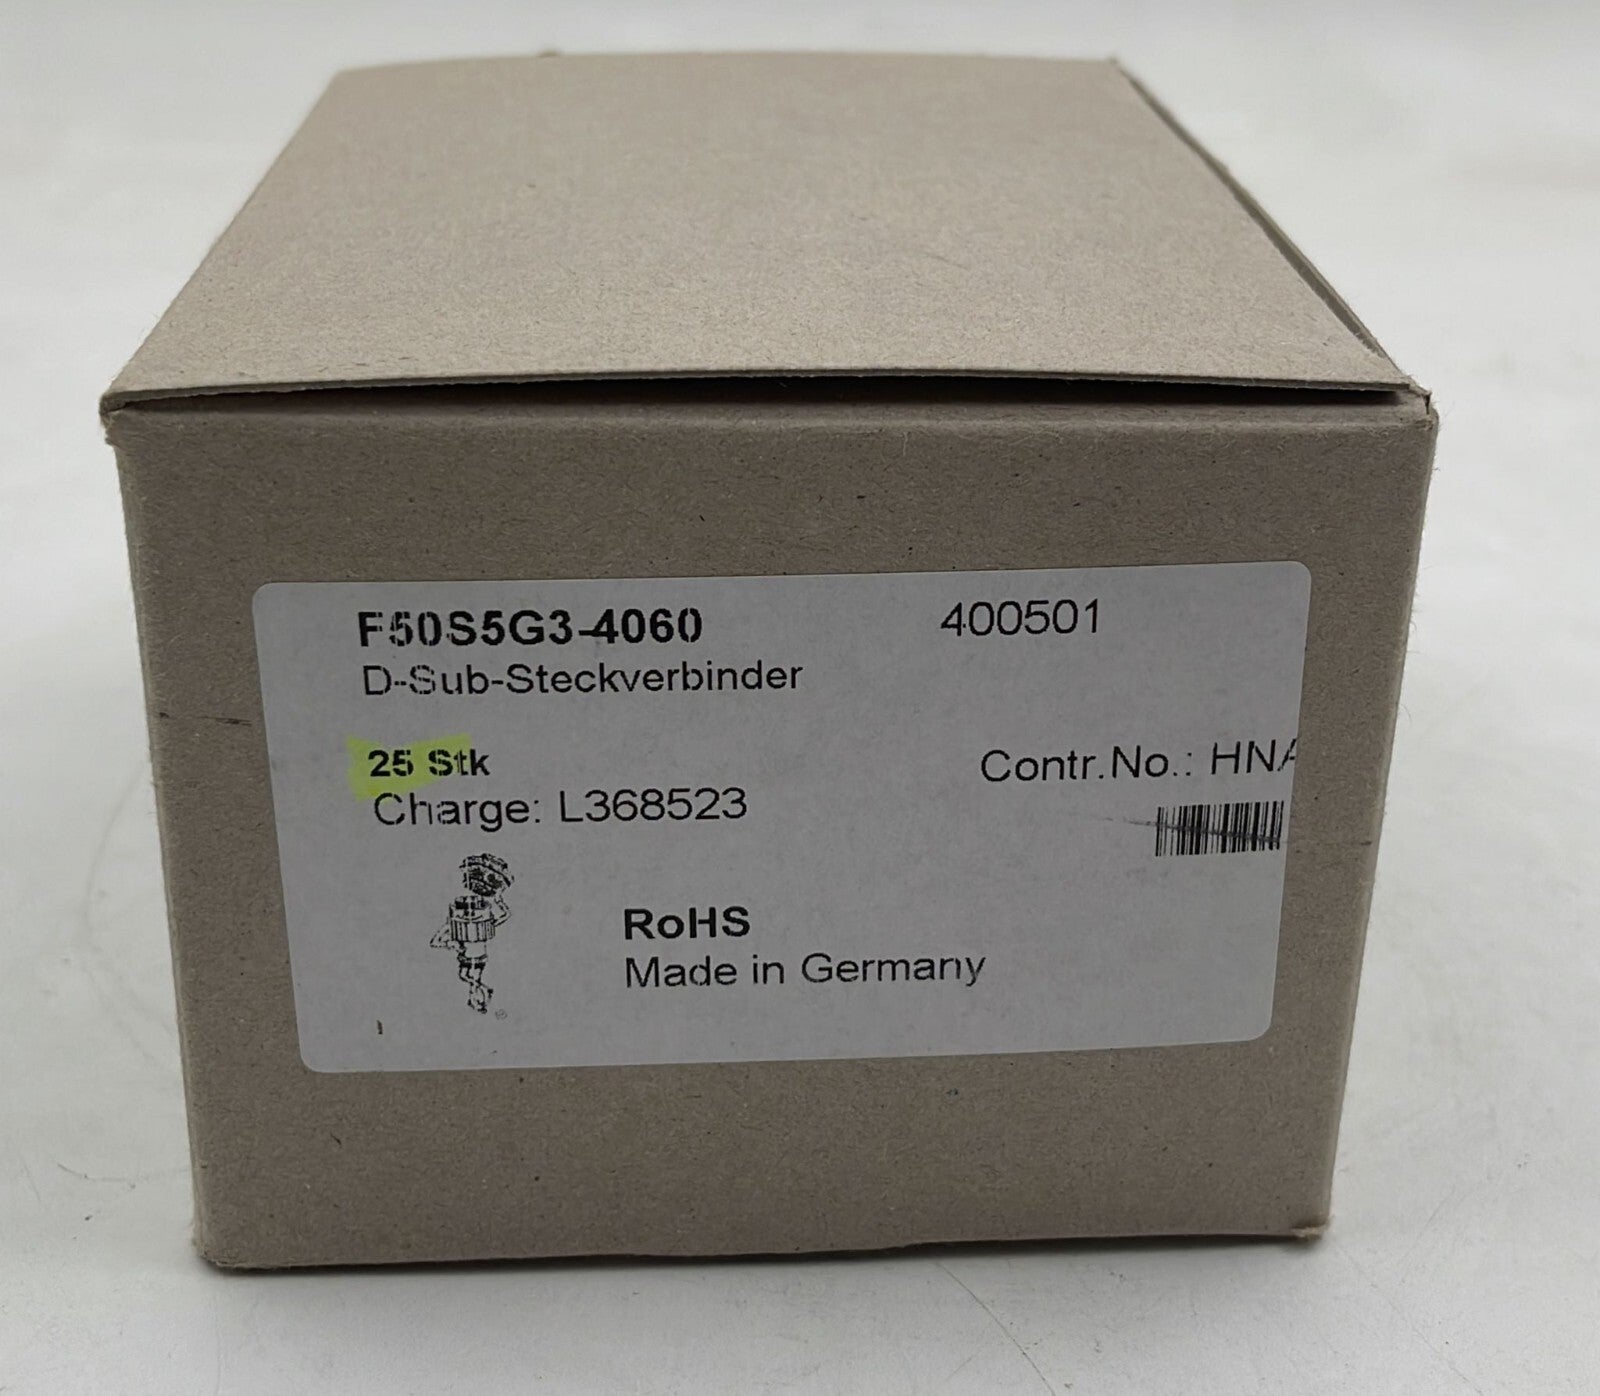 F50S5G3-4060 400501
D-Sub-Steckverbinder
25 Stk Contr.No.: HNA
Charge: L368523
RoHS
Made in Germany
®